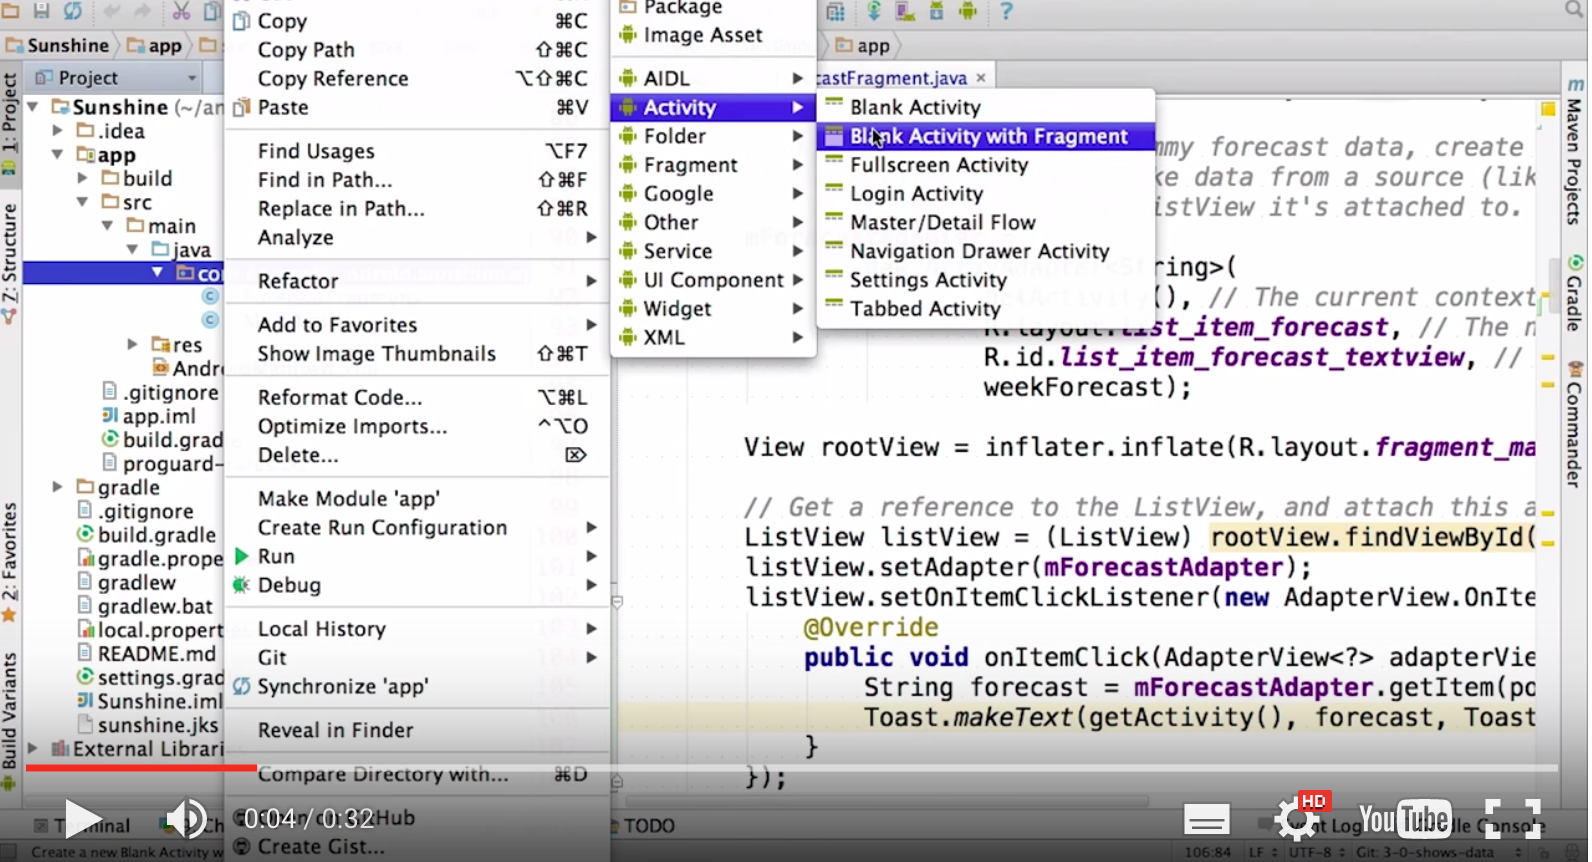 Copy ⌘C
Copy Path ⇧⌘C
Copy Reference ⌥⇧⌘C
Paste ⌘V
Find Usages ⌥F7
Find in Path... ⇧⌘F
Replace in Path... ⇧⌘R
Analyze
Refactor
Add to Favorites
Show Image Thumbnails ⇧⌘T
Reformat Code... ⌥⌘L
Optimize Imports... ^⌥O
Delete... ⌦
Make Module 'app'
Create Run Configuration
Run
Debug
Local History
Git
Synchronize 'app'
Reveal in Finder
Compare Directory with... ⌘D
Create Gist...
Package
Image Asset
AIDL
Activity
Folder
Fragment
Google
Other
Service
UI Component
Widget
XML
Blank Activity
Blank Activity with Fragment
Fullscreen Activity
Login Activity
Master/Detail Flow
Navigation Drawer Activity
Settings Activity
Tabbed Activity
Sunshine app
app
Project
castFragment.java
1: Project
Z: Structure
2: Favorites
Build Variants
Sunshine (~/an
.idea
app
build
src
main
java
co
res
Andr
.gitignore
app.iml
build.grad
proguard-
gradle
.gitignore
build.gradle
gradle.prope
gradlew
gradlew.bat
local.propert
README.md
settings.grad
Sunshine.iml
sunshine.jks
External Librari
mmy forecast data, create
ke data from a source (lik
istView it's attached to.
ring>(
(), // The current context
R.layout.list_item_forecast, // The n
R.id.list_item_forecast_textview, //
weekForecast);
View rootView = inflater.inflate(R.layout.fragment_ma
// Get a reference to the ListView, and attach this a
ListView listView = (ListView) rootView.findViewById(
listView.setAdapter(mForecastAdapter);
listView.setOnItemClickListener(new AdapterView.OnIte
@Override
public void onItemClick(AdapterView<?> adapterVie
String forecast = mForecastAdapter.getItem(po
Toast.makeText(getActivity(), forecast, Toast
}
});
Maven Projects
Gradle
Commander
0:04 / 0:32
HD
YouTube
Terminal
TODO
Gradle Console
Create a new Blank Activity w
106:84 LF UTF-8 Git: 3-0-shows-data